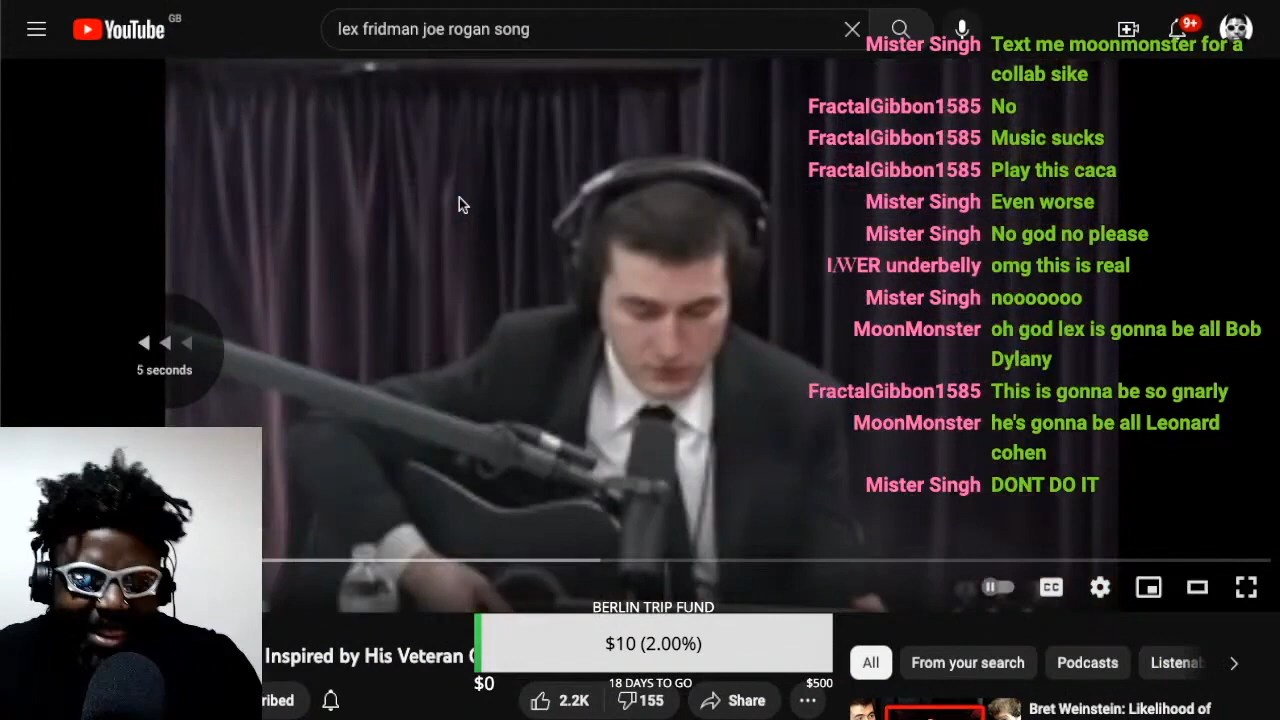 YouTube GB
lex fridman joe rogan song
9+
Mister Singh Text me moonmonster for a
collab sike
FractalGibbon1585 No
FractalGibbon1585 Music sucks
FractalGibbon1585 Play this caca
Mister Singh Even worse
Mister Singh No god no please
underbelly omg this is real
Mister Singh nooooooo
MoonMonster oh god lex is gonna be all Bob
Dylany
FractalGibbon1585 This is gonna be so gnarly
MoonMonster he's gonna be all Leonard
cohen
Mister Singh DONT DO IT
5 seconds
CC
BERLIN TRIP FUND
$10 (2.00%)
$0 18 DAYS TO GO $500
Inspired by His Veteran
ribed 2.2K 155 Share
All From your search Podcasts Listenab
Bret Weinstein: Likelihood of